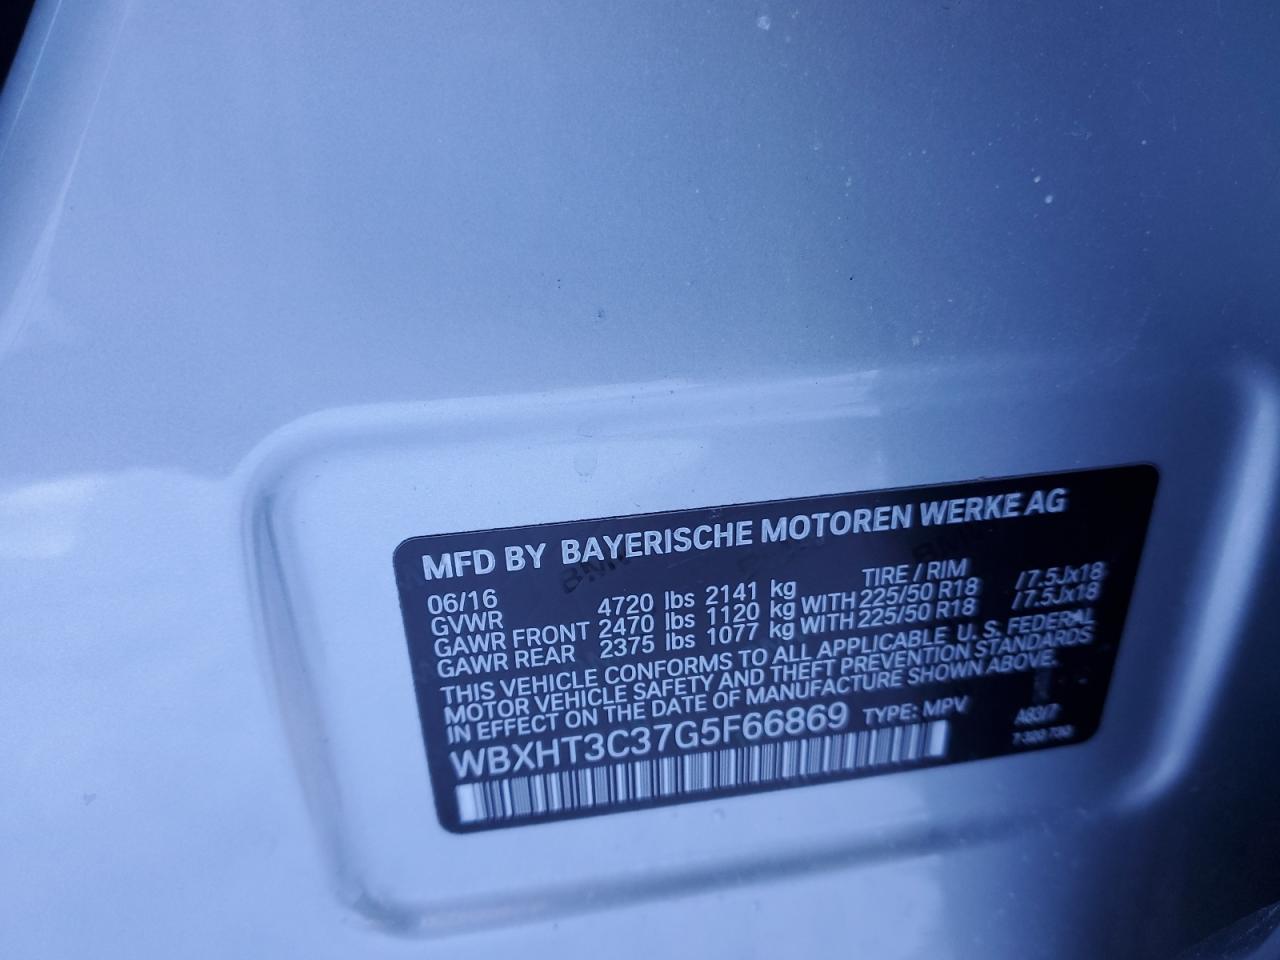 MFD BY BAYERISCHE MOTOREN WERKE AG
06/16 TIRE / RIM
GVWR 4720 lbs 2141 kg
GAWR FRONT 2470 lbs 1120 kg WITH 225/50 R18 /7.5Jx18
GAWR REAR 2375 lbs 1077 kg WITH 225/50 R18 /7.5Jx18
THIS VEHICLE CONFORMS TO ALL APPLICABLE U. S. FEDERAL
MOTOR VEHICLE SAFETY AND THEFT PREVENTION STANDARDS
IN EFFECT ON THE DATE OF MANUFACTURE SHOWN ABOVE.
WBXHT3C37G5F66869 TYPE: MPV